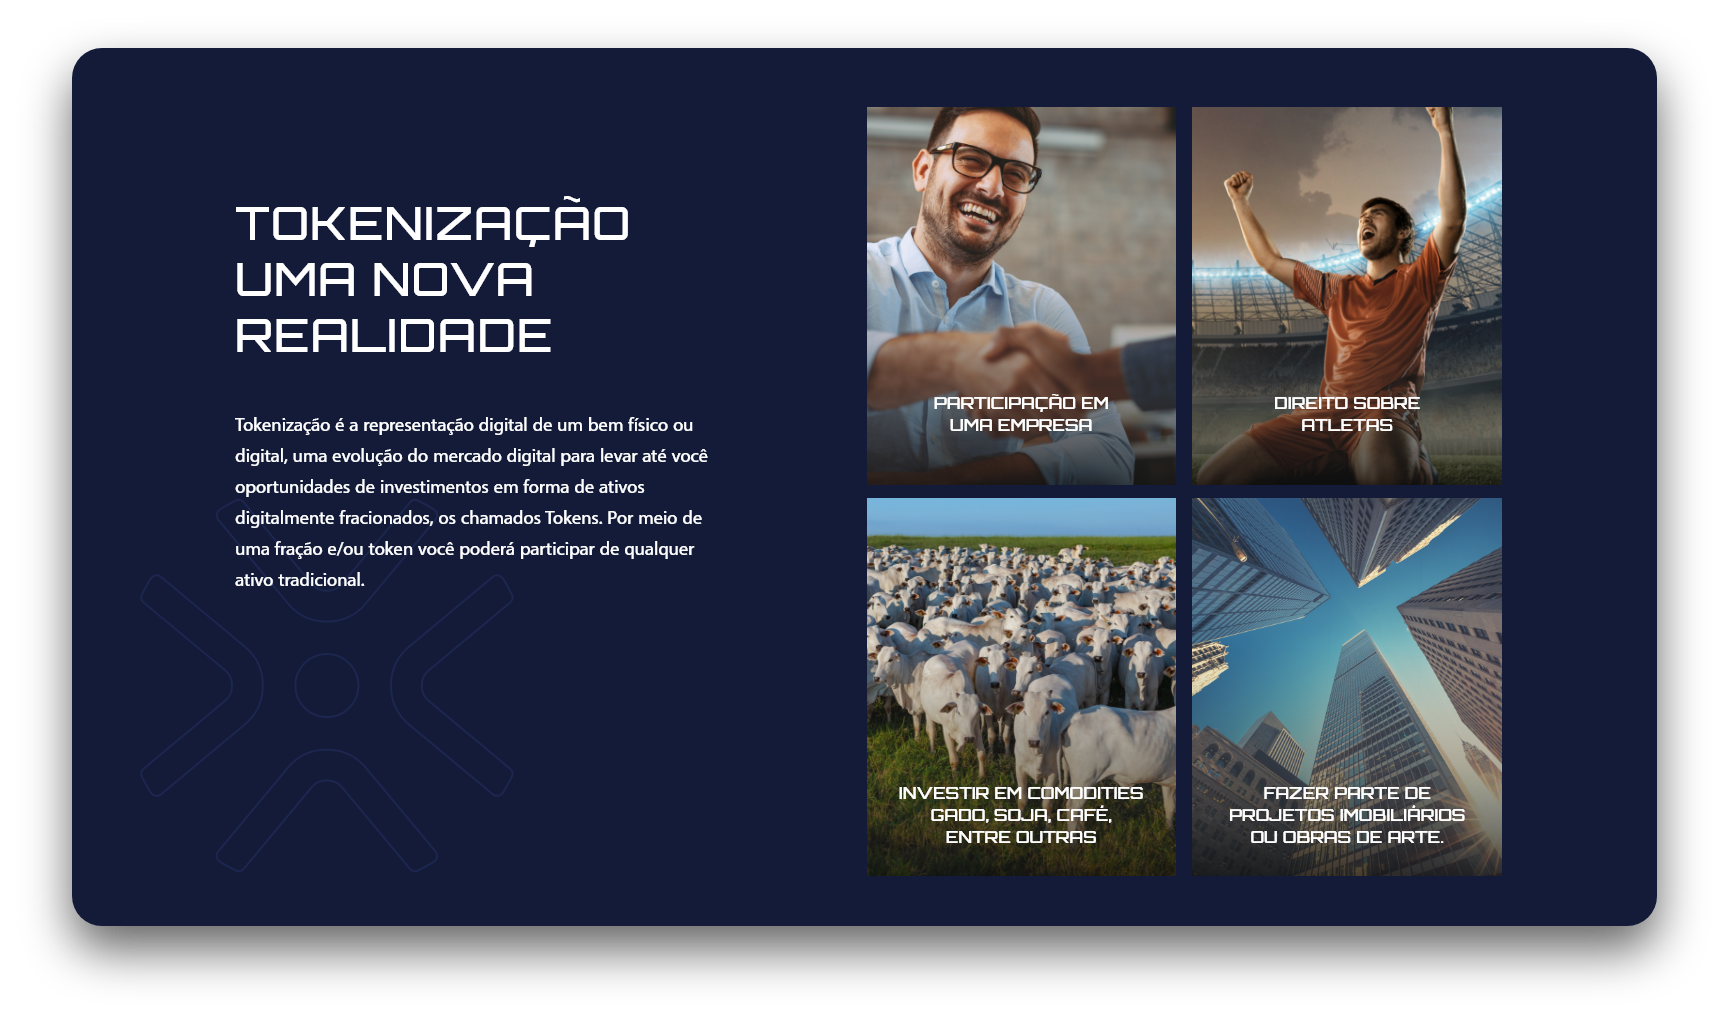 TOKENIZAÇÃO
UMA NOVA
REALIDADE
Tokenização é a representação digital de um bem físico ou
digital, uma evolução do mercado digital para levar até você
oportunidades de investimentos em forma de ativos
digitalmente fracionados, os chamados Tokens. Por meio de
uma fração e/ou token você poderá participar de qualquer
ativo tradicional.
PARTICIPAÇÃO EM
UMA EMPRESA
DIREITO SOBRE
ATLETAS
INVESTIR EM COMODITIES
GADO, SOJA, CAFÉ,
ENTRE OUTRAS
FAZER PARTE DE
PROJETOS IMOBILIÁRIOS
OU OBRAS DE ARTE.